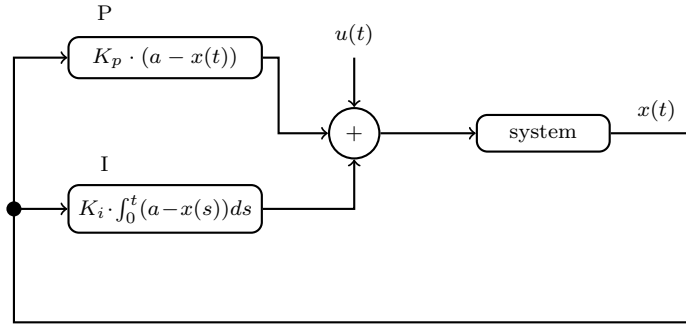 P
K_p · (a − x(t))
u(t)
+
system
x(t)
I
K_i · ∫_0^t (a−x(s))ds